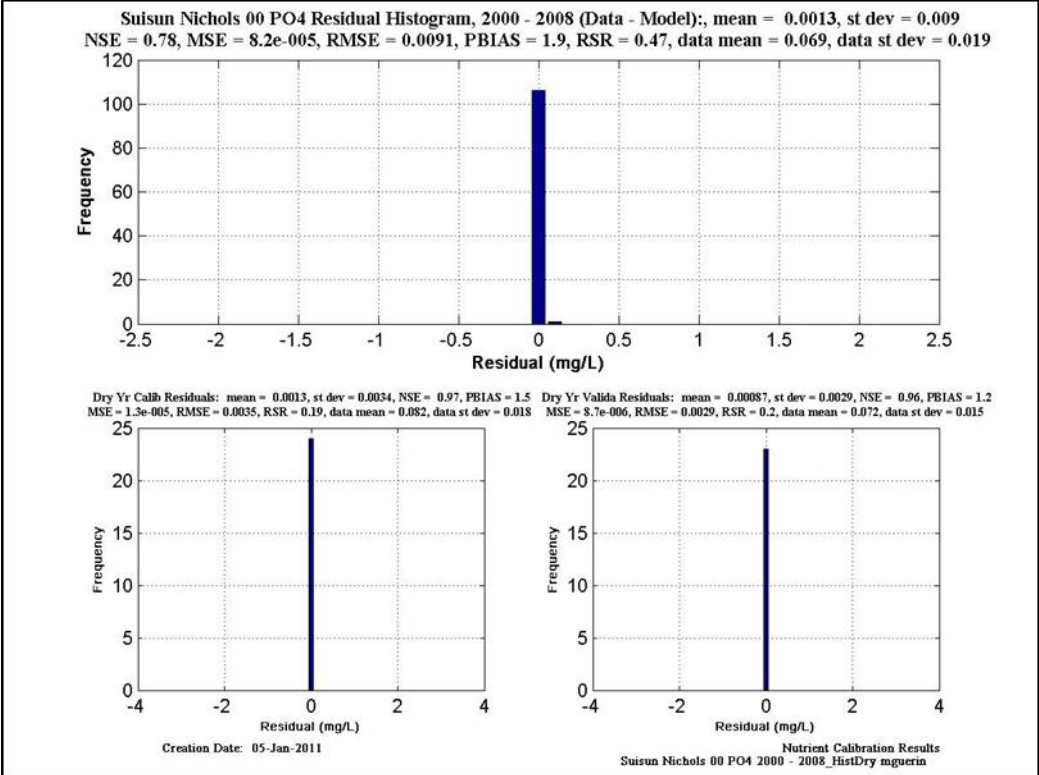 Suisun Nichols 00 PO4 Residual Histogram, 2000 - 2008 (Data - Model):, mean = 0.0013, st dev = 0.009
NSE = 0.78, MSE = 8.2e-005, RMSE = 0.0091, PBIAS = 1.9, RSR = 0.47, data mean = 0.069, data st dev = 0.019
120
100
80
60
40
20
0
Frequency
-2.5 -2 -1.5 -1 -0.5 0 0.5 1 1.5 2 2.5
Residual (mg/L)
Dry Yr Calib Residuals: mean = 0.0013, st dev = 0.0034, NSE = 0.97, PBIAS = 1.5
MSE = 1.3e-005, RMSE = 0.0035, RSR = 0.19, data mean = 0.082, data st dev = 0.018
25
20
15
10
5
0
Frequency
-4 -2 0 2 4
Residual (mg/L)
Dry Yr Valida Residuals: mean = 0.00087, st dev = 0.0029, NSE = 0.96, PBIAS = 1.2
MSE = 8.7e-006, RMSE = 0.0029, RSR = 0.2, data mean = 0.072, data st dev = 0.015
25
20
15
10
5
0
Frequency
-4 -2 0 2 4
Residual (mg/L)
Creation Date: 05-Jan-2011
Nutrient Calibration Results
Suisun Nichols 00 PO4 2000 - 2008_HistDry mguerin